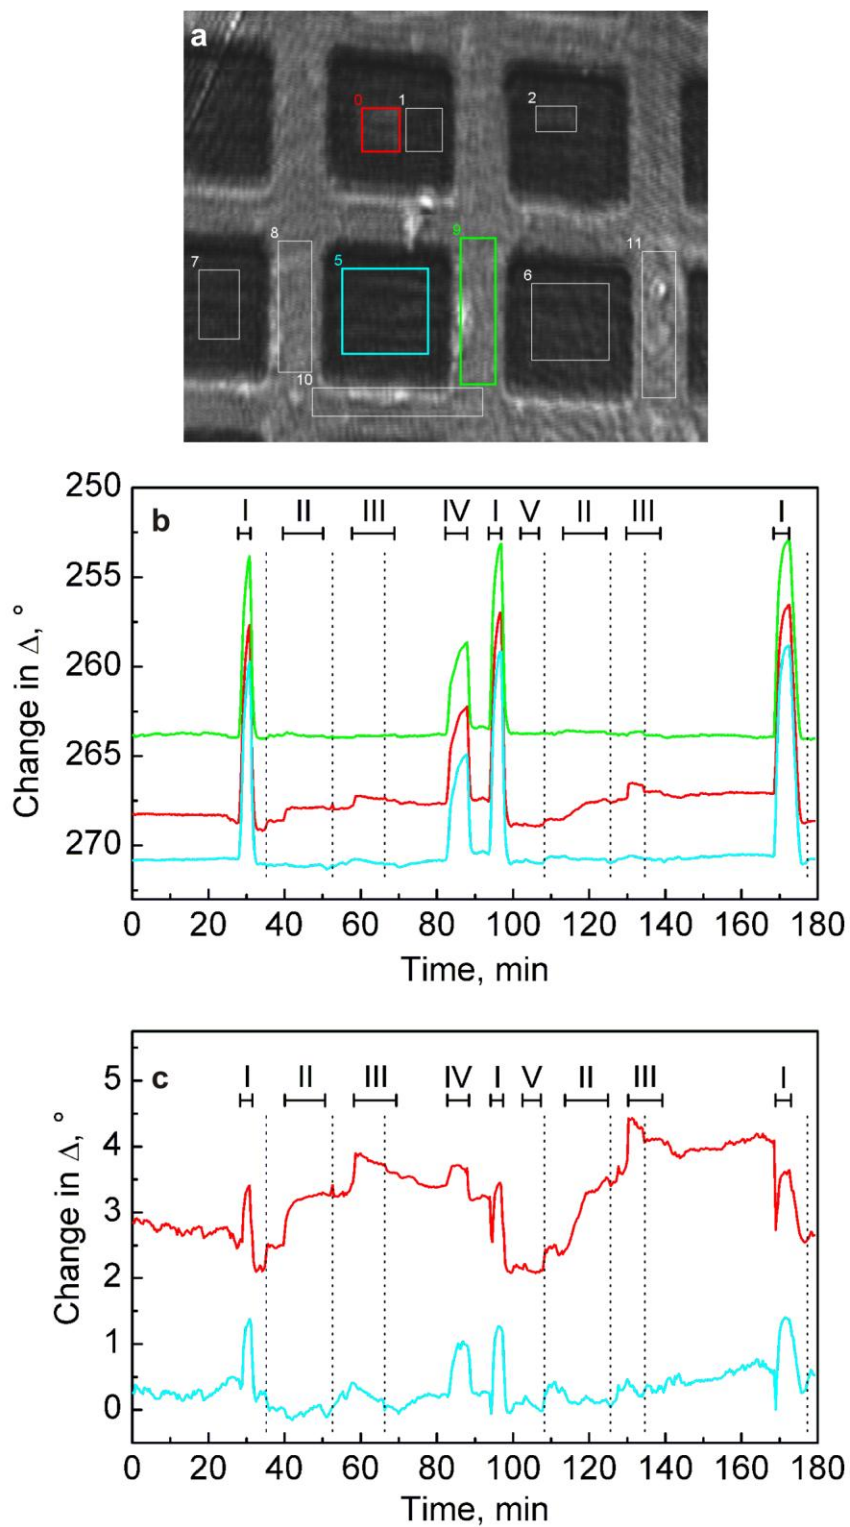 a
0
1
2
9
8
11
7
5
6
10
250
b
I II III IV I V II III I
255
260
265
270
Change in Δ, °
0 20 40 60 80 100 120 140 160 180
Time, min
c
I II III IV I V II III I
5
4
3
2
1
0
Change in Δ, °
0 20 40 60 80 100 120 140 160 180
Time, min